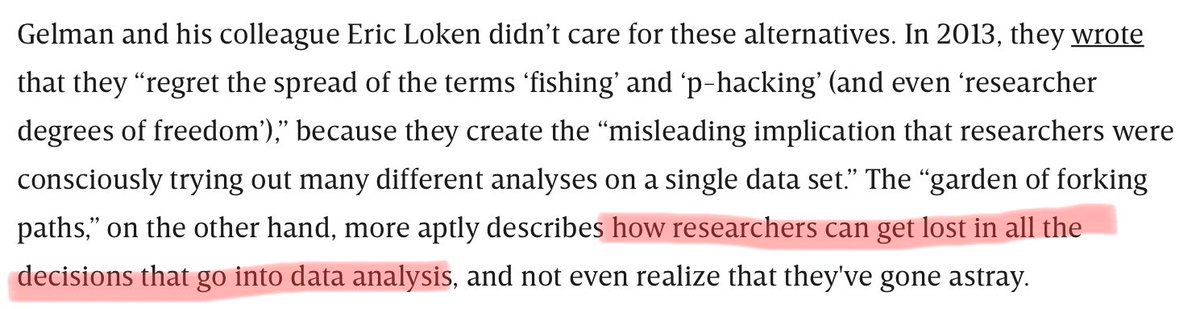 Gelman and his colleague Eric Loken didn’t care for these alternatives. In 2013, they wrote
that they “regret the spread of the terms ‘fishing’ and ‘p-hacking’ (and even ‘researcher
degrees of freedom’),” because they create the “misleading implication that researchers were
consciously trying out many different analyses on a single data set.” The “garden of forking
paths,” on the other hand, more aptly describes how researchers can get lost in all the
decisions that go into data analysis, and not even realize that they've gone astray.